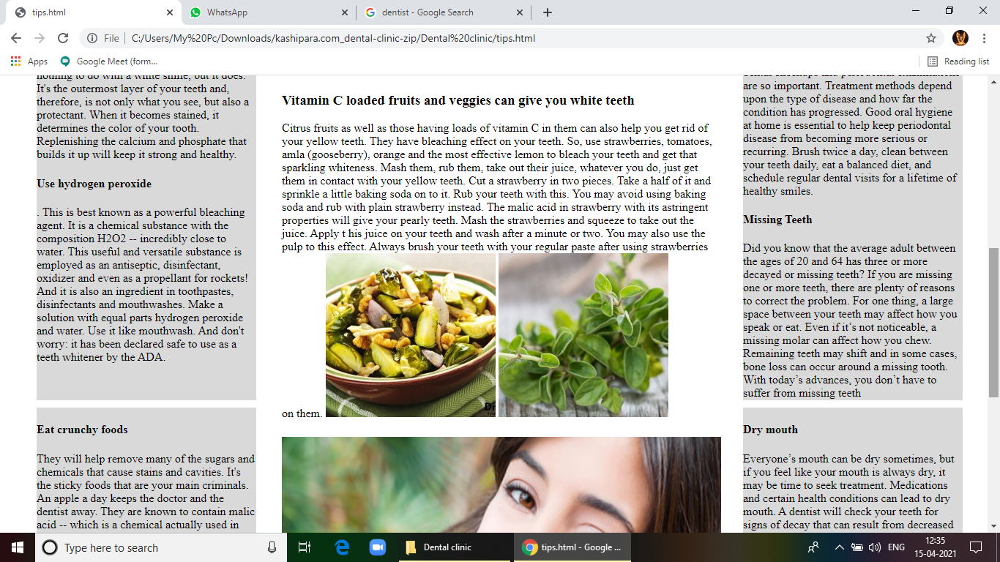 tips.html
WhatsApp
dentist - Google Search
File
C:/Users/My%20Pc/Downloads/kashipara.com_dental-clinic-zip/Dental%20clinic/tips.html
Apps
Google Meet (form...
Reading list
nothing to do with a white smile, but it does.
It's the outermost layer of your teeth and,
therefore, is not only what you see, but also a
protectant. When it becomes stained, it
determines the color of your tooth.
Replenishing the calcium and phosphate that
builds it up will keep it strong and healthy.
Use hydrogen peroxide
. This is best known as a powerful bleaching
agent. It is a chemical substance with the
composition H2O2 -- incredibly close to
water. This useful and versatile substance is
employed as an antiseptic, disinfectant,
oxidizer and even as a propellant for rockets!
And it is also an ingredient in toothpastes,
disinfectants and mouthwashes. Make a
solution with equal parts hydrogen peroxide
and water. Use it like mouthwash. And don't
worry: it has been declared safe to use as a
teeth whitener by the ADA.
Eat crunchy foods
They will help remove many of the sugars and
chemicals that cause stains and cavities. It's
the sticky foods that are your main criminals.
An apple a day keeps the doctor and the
dentist away. They are known to contain malic
acid -- which is a chemical actually used in
Vitamin C loaded fruits and veggies can give you white teeth
Citrus fruits as well as those having loads of vitamin C in them can also help you get rid of
your yellow teeth. They have bleaching effect on your teeth. So, use strawberries, tomatoes,
amla (gooseberry), orange and the most effective lemon to bleach your teeth and get that
sparkling whiteness. Mash them, rub them, take out their juice, whatever you do, just get
them in contact with your yellow teeth. Cut a strawberry in two pieces. Take a half of it and
sprinkle a little baking soda on to it. Rub your teeth with this. You may avoid using baking
soda and rub with plain strawberry instead. The malic acid in strawberry with its astringent
properties will give your pearly teeth. Mash the strawberries and squeeze to take out the
juice. Apply t his juice on your teeth and wash after a minute or two. You may also use the
pulp to this effect. Always brush your teeth with your regular paste after using strawberries
on them.
are so important. Treatment methods depend
upon the type of disease and how far the
condition has progressed. Good oral hygiene
at home is essential to help keep periodontal
disease from becoming more serious or
recurring. Brush twice a day, clean between
your teeth daily, eat a balanced diet, and
schedule regular dental visits for a lifetime of
healthy smiles.
Missing Teeth
Did you know that the average adult between
the ages of 20 and 64 has three or more
decayed or missing teeth? If you are missing
one or more teeth, there are plenty of reasons
to correct the problem. For one thing, a large
space between your teeth may affect how you
speak or eat. Even if it’s not noticeable, a
missing molar can affect how you chew.
Remaining teeth may shift and in some cases,
bone loss can occur around a missing tooth.
With today’s advances, you don’t have to
suffer from missing teeth
Dry mouth
Everyone’s mouth can be dry sometimes, but
if you feel like your mouth is always dry, it
may be time to seek treatment. Medications
and certain health conditions can lead to dry
mouth. A dentist will check your teeth for
signs of decay that can result from decreased
Type here to search
Dental clinic
tips.html - Google ...
ENG
12:35
15-04-2021